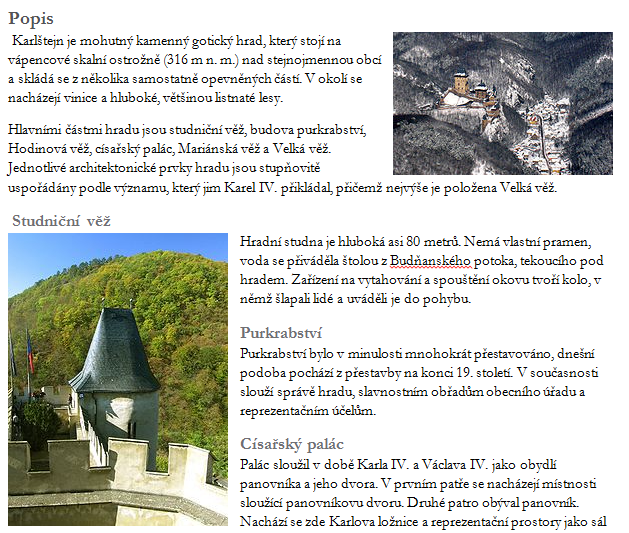 Popis
Karlštejn je mohutný kamenný gotický hrad, který stojí na
vápencové skalní ostrožně (316 m n. m.) nad stejnojmennou obcí
a skládá se z několika samostatně opevněných částí. V okolí se
nacházejí vinice a hluboké, většinou listnaté lesy.
Hlavními částmi hradu jsou studniční věž, budova purkrabství,
Hodinová věž, císařský palác, Mariánská věž a Velká věž.
Jednotlivé architektonické prvky hradu jsou stupňovitě
uspořádány podle významu, který jim Karel IV. přikládal, přičemž nejvýše je položena Velká věž.
Studniční věž
Hradní studna je hluboká asi 80 metrů. Nemá vlastní pramen,
voda se přiváděla štolou z Budňanského potoka, tekoucího pod
hradem. Zařízení na vytahování a spouštění okovu tvoří kolo, v
němž šlapali lidé a uváděli je do pohybu.
Purkrabství
Purkrabství bylo v minulosti mnohokrát přestavováno, dnešní
podoba pochází z přestavby na konci 19. století. V současnosti
slouží správě hradu, slavnostním obřadům obecního úřadu a
reprezentačním účelům.
Císařský palác
Palác sloužil v době Karla IV. a Václava IV. jako obydlí
panovníka a jeho dvora. V prvním patře se nacházejí místnosti
sloužící panovníkovu dvoru. Druhé patro obýval panovník.
Nachází se zde Karlova ložnice a reprezentační prostory jako sál